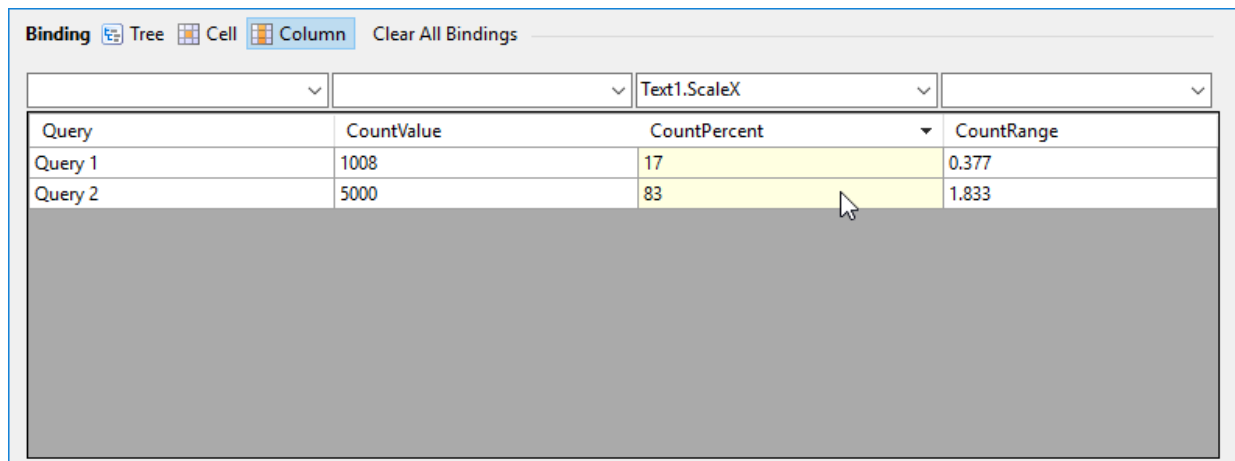 Binding Tree Cell Column Clear All Bindings
Text1.ScaleX
Query CountValue CountPercent CountRange
Query 1 1008 17 0.377
Query 2 5000 83 1.833